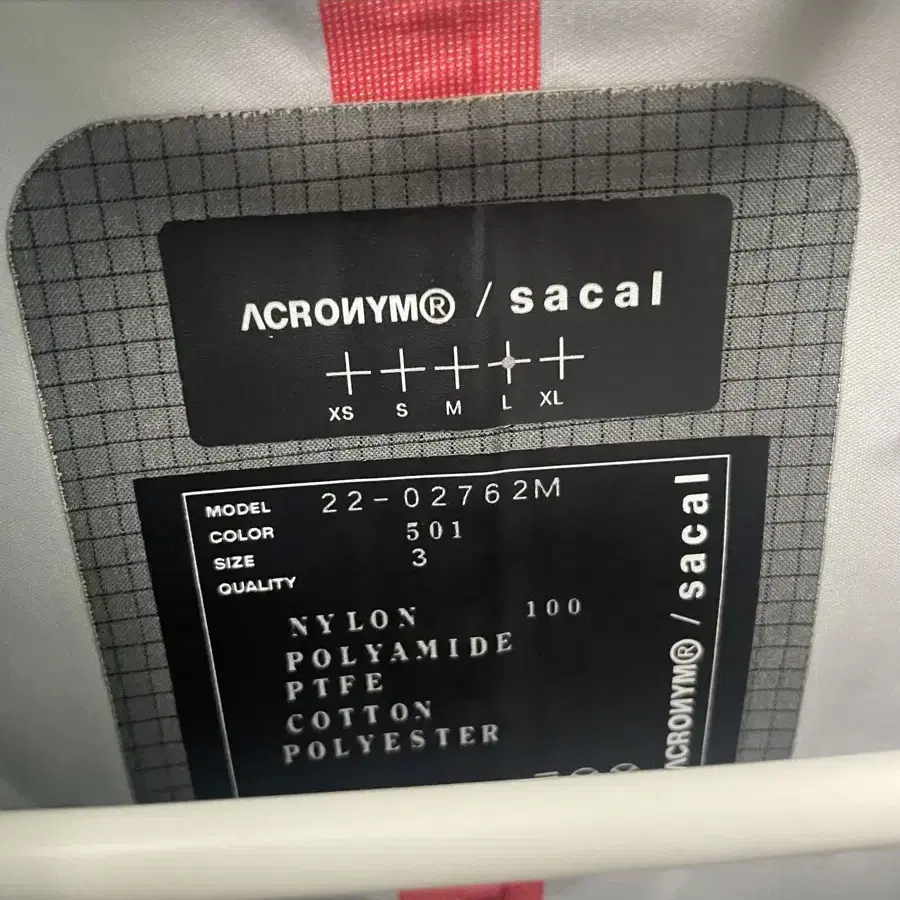 ACRONYM® / sacai
XS S M L XL
MODEL 22-02762M
COLOR 501
SIZE 3
QUALITY
NYLON 100
POLYAMIDE
PTFE
COTTON
POLYESTER
ACRONYM® / sacai